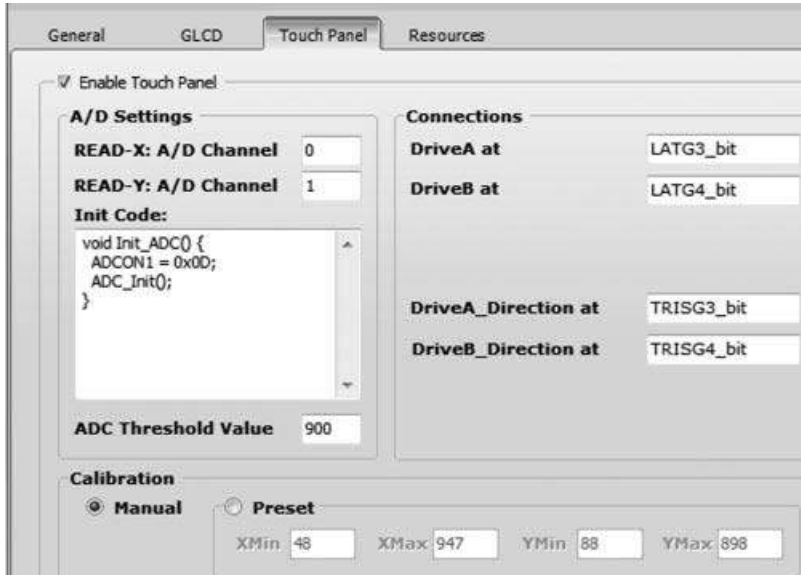 General GLCD Touch Panel Resources
Enable Touch Panel
A/D Settings
READ-X: A/D Channel 0
READ-Y: A/D Channel 1
Init Code:
void Init_ADC() {
ADCON1 = 0x0D;
ADC_Init();
}
ADC Threshold Value 900
Connections
DriveA at LATG3_bit
DriveB at LATG4_bit
DriveA_Direction at TRISG3_bit
DriveB_Direction at TRISG4_bit
Calibration
Manual Preset
XMin 48 XMax 947 YMin 88 YMax 898